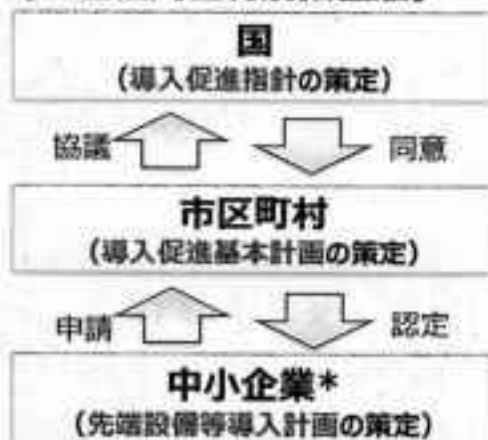 国
(導入促進指針の策定)
協議 同意
市区町村
(導入促進基本計画の策定)
申請 認定
中小企業*
(先端設備等導入計画の策定)